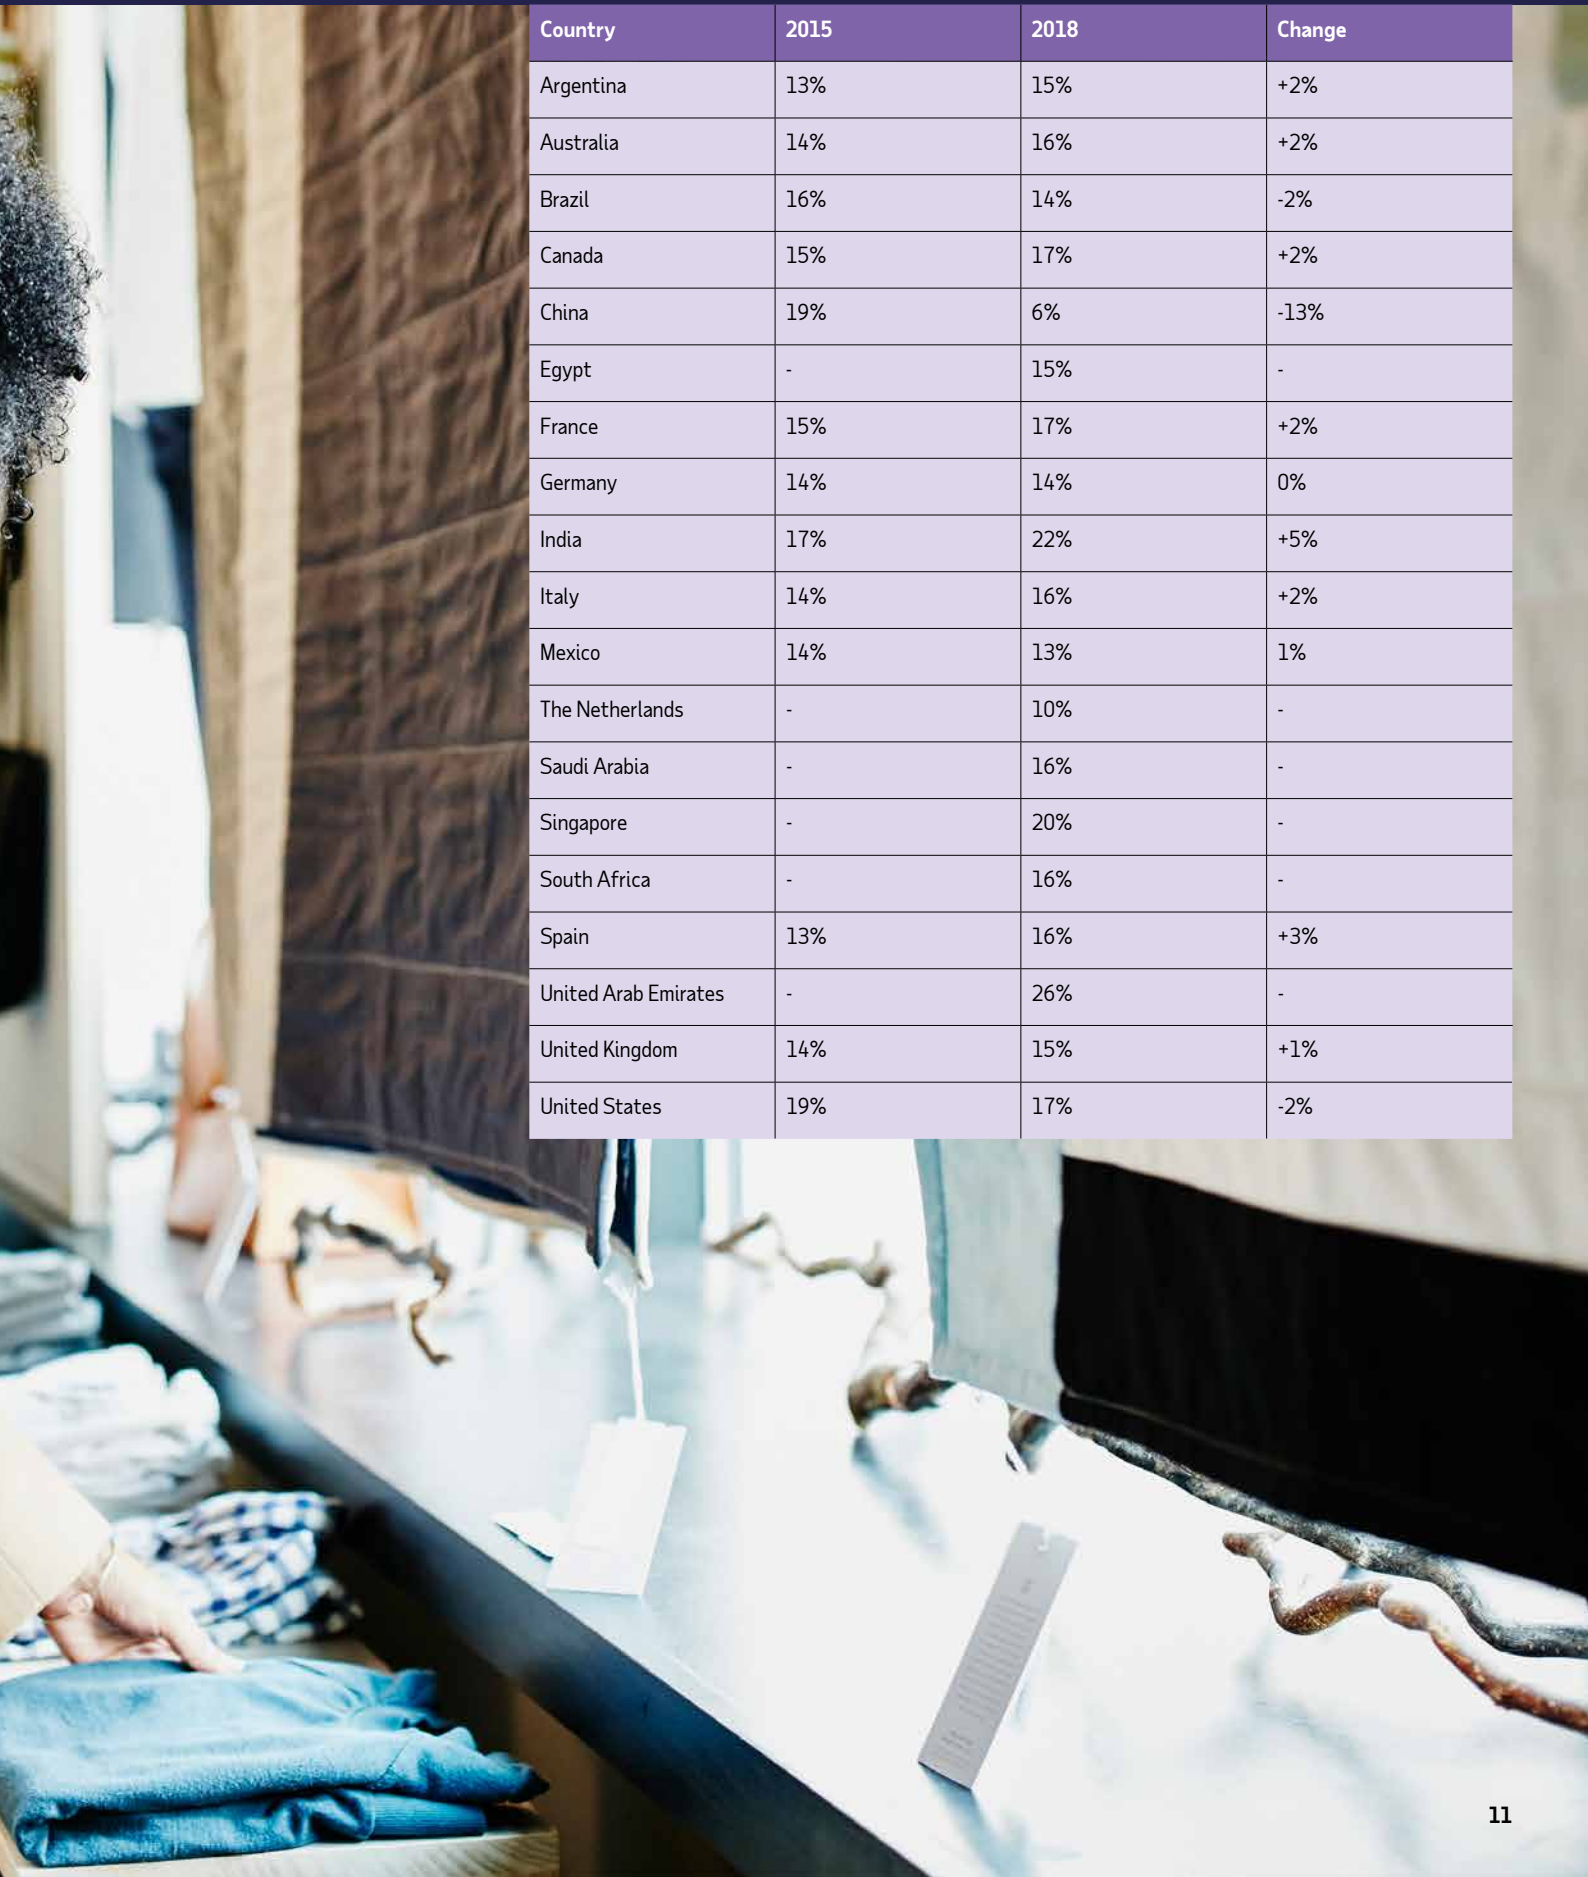 Country 2015 2018 Change
Argentina 13% 15% +2%
Australia 14% 16% +2%
Brazil 16% 14% -2%
Canada 15% 17% +2%
China 19% 6% -13%
Egypt - 15% -
France 15% 17% +2%
Germany 14% 14% 0%
India 17% 22% +5%
Italy 14% 16% +2%
Mexico 14% 13% 1%
The Netherlands - 10% -
Saudi Arabia - 16% -
Singapore - 20% -
South Africa - 16% -
Spain 13% 16% +3%
United Arab Emirates - 26% -
United Kingdom 14% 15% +1%
United States 19% 17% -2%
11